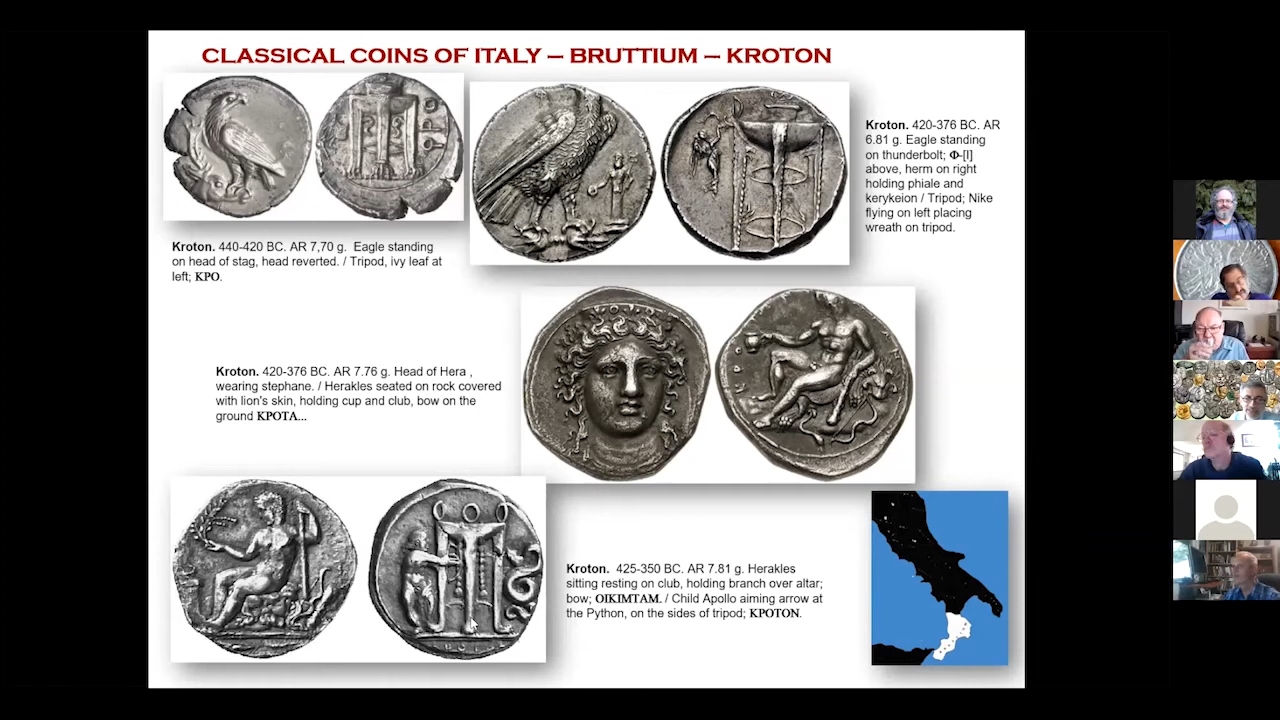 CLASSICAL COINS OF ITALY – BRUTTIUM – KROTON
Kroton. 440-420 BC. AR 7,70 g. Eagle standing
on head of stag, head reverted. / Tripod, ivy leaf at
left; ΚΡΟ.
Kroton. 420-376 BC. AR
6.81 g. Eagle standing
on thunderbolt; Φ-[I]
above, herm on right
holding phiale and
kerykeion / Tripod; Nike
flying on left placing
wreath on tripod.
Kroton. 420-376 BC. AR 7.76 g. Head of Hera ,
wearing stephane. / Herakles seated on rock covered
with lion's skin, holding cup and club, bow on the
ground ΚΡΟΤΑ...
Kroton. 425-350 BC. AR 7.81 g. Herakles
sitting resting on club, holding branch over altar;
bow; ΟΙΚΙΜΤΑΜ. / Child Apollo aiming arrow at
the Python, on the sides of tripod; ΚΡΟΤΟΝ.